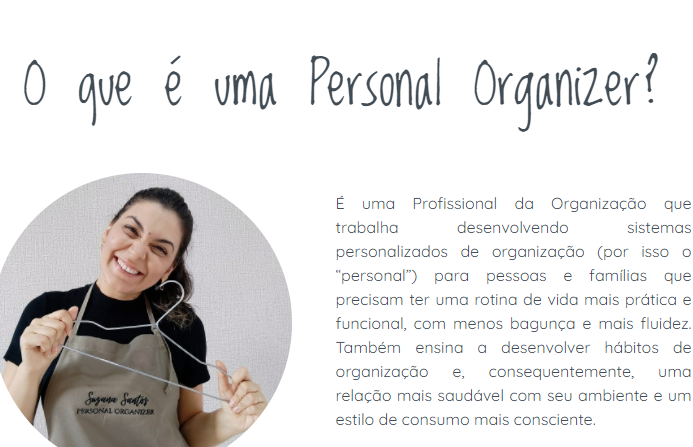 O que é uma Personal Organizer?
É uma Profissional da Organização que
trabalha desenvolvendo sistemas
personalizados de organização (por isso o
“personal”) para pessoas e famílias que
precisam ter uma rotina de vida mais prática e
funcional, com menos bagunça e mais fluidez.
Também ensina a desenvolver hábitos de
organização e, consequentemente, uma
relação mais saudável com seu ambiente e um
estilo de consumo mais consciente.
Suzana Santos
PERSONAL ORGANIZER